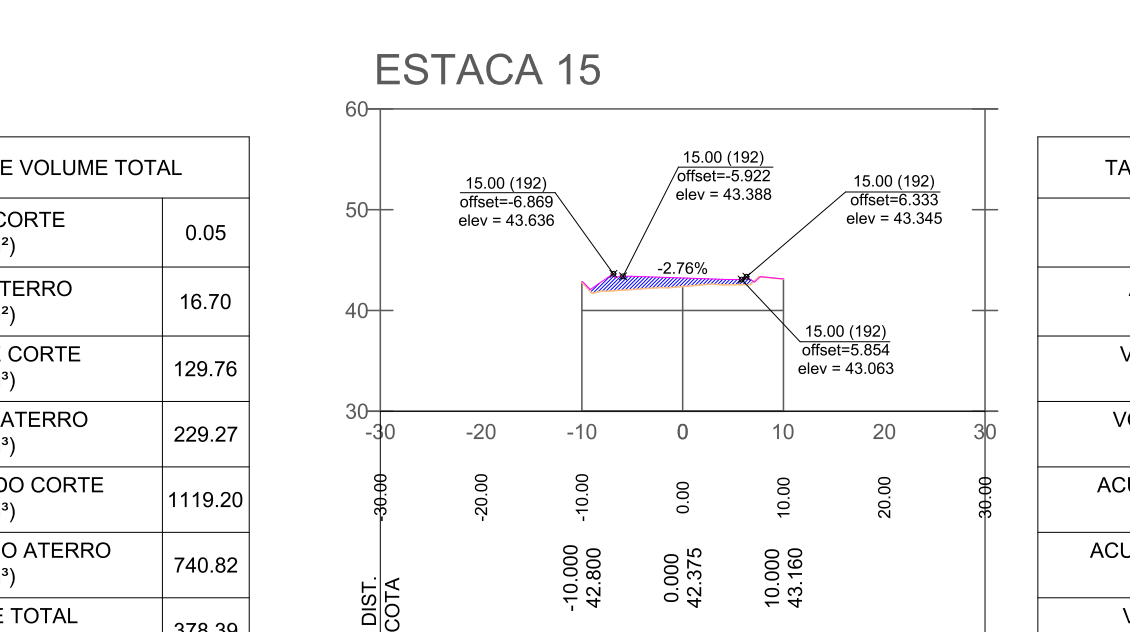 ESTACA 15
60
50
40
30
-30
-20
-10
0
10
20
30
15.00 (192)
offset=-6.869
elev = 43.636
15.00 (192)
offset=-5.922
elev = 43.388
15.00 (192)
offset=6.333
elev = 43.345
-2.76%
15.00 (192)
offset=5.854
elev = 43.063
-30.00
-20.00
-10.00
0.00
10.00
20.00
30.00
DIST.
COTA
-10.000
42.800
0.000
42.375
10.000
43.160
E VOLUME TOTAL
CORTE
²)
0.05
TERRO
²)
16.70
E CORTE
³)
129.76
ATERRO
³)
229.27
DO CORTE
³)
1119.20
O ATERRO
³)
740.82
E TOTAL
378.39
TA
A
V
VO
ACU
ACU
V